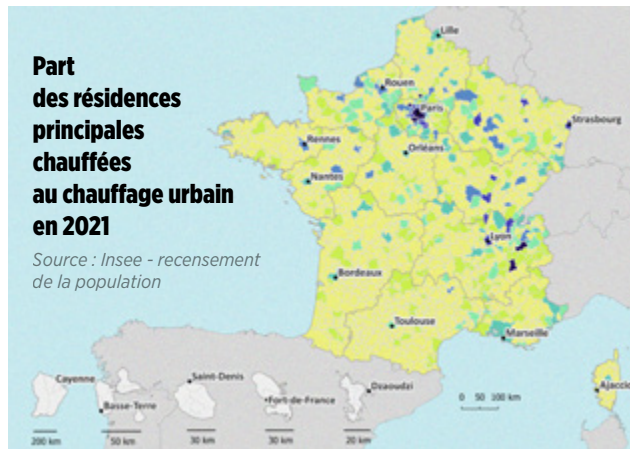 Part
des résidences
principales
chauffées
au chauffage urbain
en 2021
Source : Insee - recensement
de la population
Lille
Rouen
Paris
Strasbourg
Rennes
Orléans
Nantes
Lyon
Bordeaux
Toulouse
Marseille
Ajaccio
Cayenne
Saint-Denis
Dzaoudzi
Basse-Terre
Fort-de-France
0 50 100 km
200 km
50 km
30 km
30 km
20 km